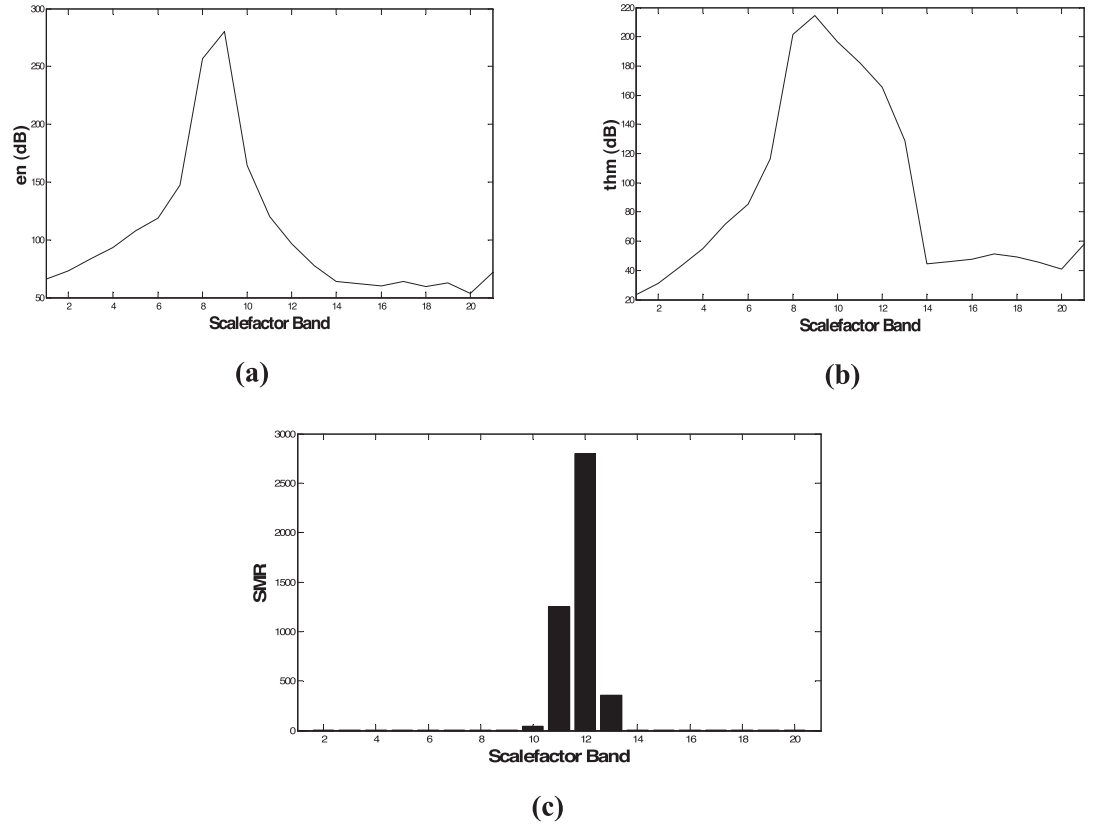 300
250
200
150
100
50
en (dB)
2 4 6 8 10 12 14 16 18 20
Scalefactor Band
(a)
220
200
180
160
140
120
100
80
60
40
20
thm (dB)
2 4 6 8 10 12 14 16 18 20
Scalefactor Band
(b)
3000
2500
2000
1500
1000
500
0
SMR
2 4 6 8 10 12 14 16 18 20
Scalefactor Band
(c)